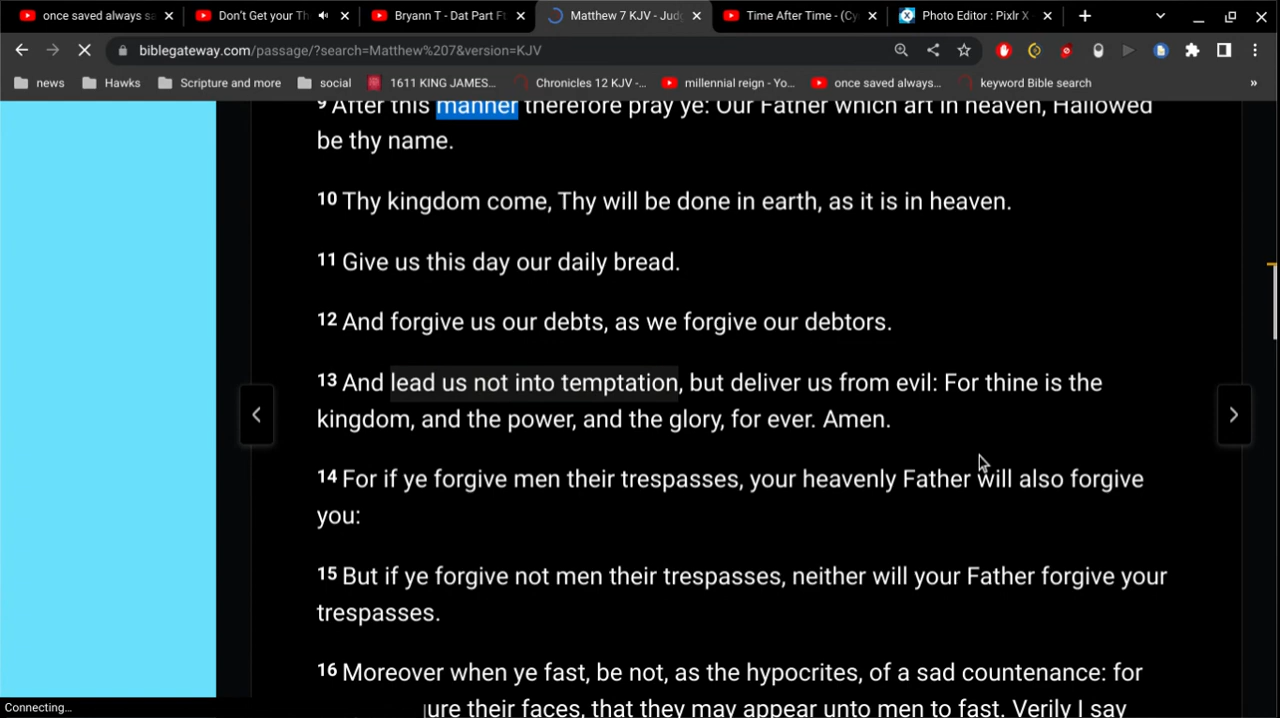 once saved always sa
Don't Get your Th
Bryann T - Dat Part Ft
Matthew 7 KJV - Judg
Time After Time - (Cy
Photo Editor : Pixlr X
biblegateway.com/passage/?search=Matthew%207&version=KJV
news
Hawks
Scripture and more
social
1611 KING JAMES...
Chronicles 12 KJV -...
millennial reign - Yo...
once saved always...
keyword Bible search
»
9 After this manner therefore pray ye: Our Father which art in heaven, Hallowed
be thy name.
10 Thy kingdom come, Thy will be done in earth, as it is in heaven.
11 Give us this day our daily bread.
12 And forgive us our debts, as we forgive our debtors.
13 And lead us not into temptation, but deliver us from evil: For thine is the
kingdom, and the power, and the glory, for ever. Amen.
14 For if ye forgive men their trespasses, your heavenly Father will also forgive
you:
15 But if ye forgive not men their trespasses, neither will your Father forgive your
trespasses.
16 Moreover when ye fast, be not, as the hypocrites, of a sad countenance: for
ure their faces, that they may appear unto men to fast. Verily I say
Connecting...